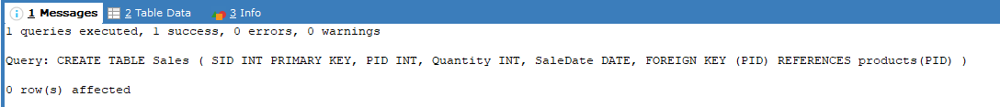 1 Messages 2 Table Data 3 Info
1 queries executed, 1 success, 0 errors, 0 warnings
Query: CREATE TABLE Sales ( SID INT PRIMARY KEY, PID INT, Quantity INT, SaleDate DATE, FOREIGN KEY (PID) REFERENCES products(PID) )
0 row(s) affected